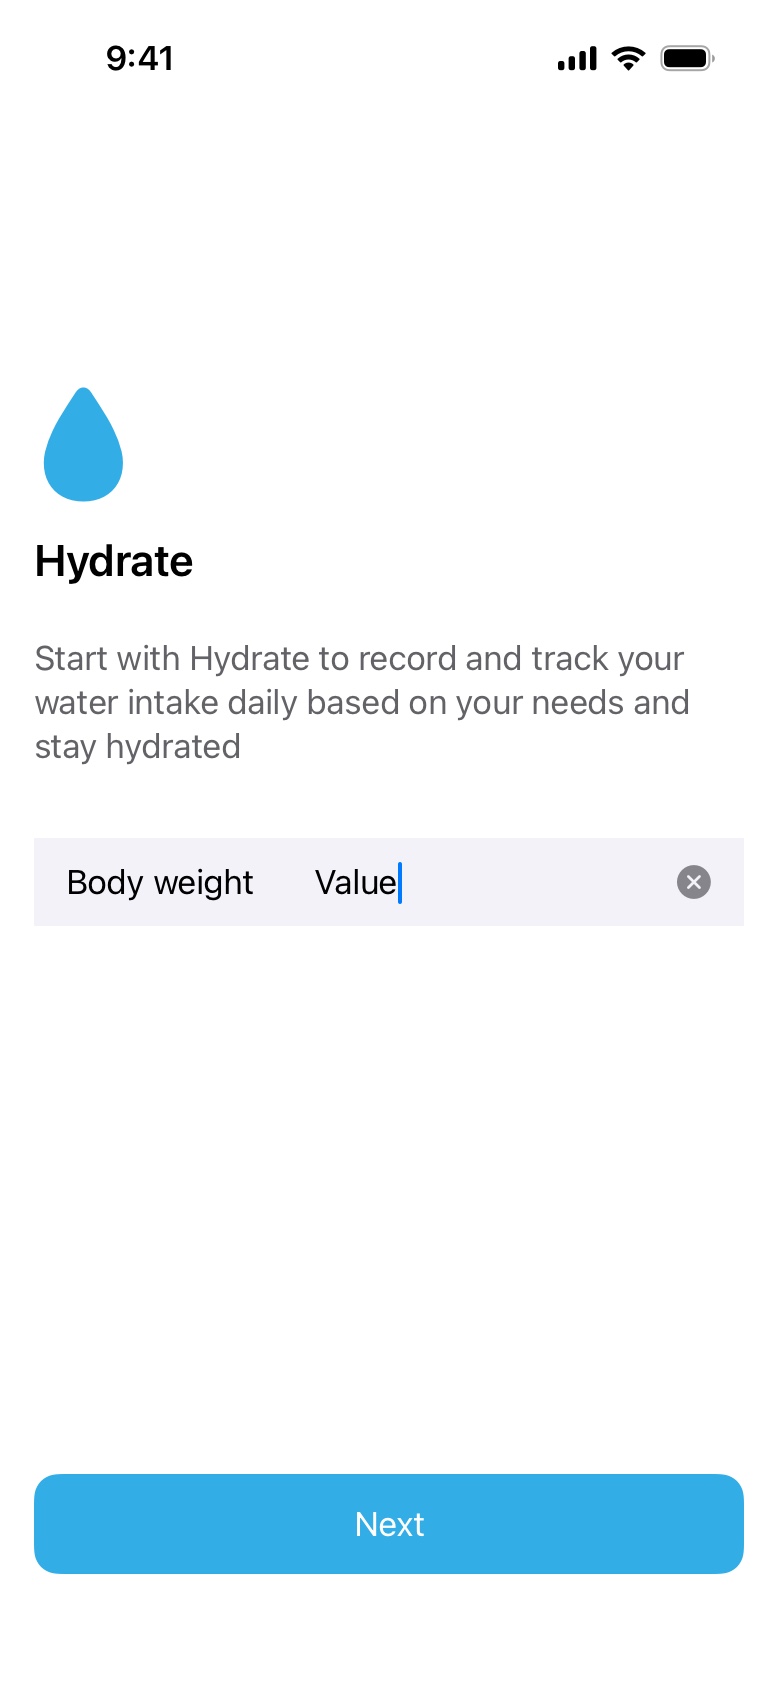 9:41
Hydrate
Start with Hydrate to record and track your
water intake daily based on your needs and
stay hydrated
Body weight Value
Next